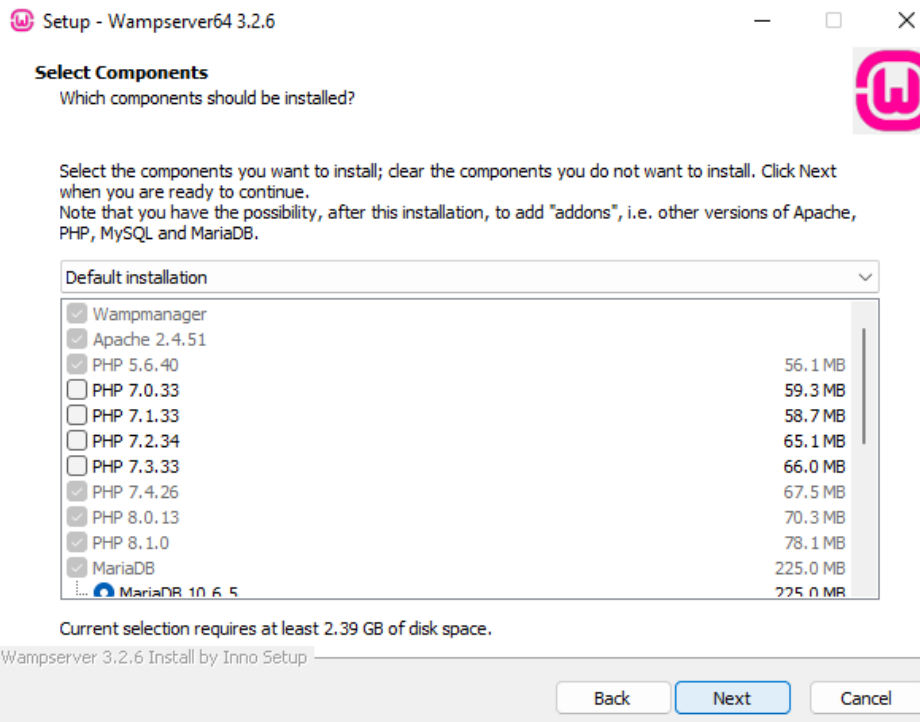 Setup - Wampserver64 3.2.6
Select Components
Which components should be installed?
Select the components you want to install; clear the components you do not want to install. Click Next
when you are ready to continue.
Note that you have the possibility, after this installation, to add "addons", i.e. other versions of Apache,
PHP, MySQL and MariaDB.
Default installation
Wampmanager
Apache 2.4.51
PHP 5.6.40 56.1 MB
PHP 7.0.33 59.3 MB
PHP 7.1.33 58.7 MB
PHP 7.2.34 65.1 MB
PHP 7.3.33 66.0 MB
PHP 7.4.26 67.5 MB
PHP 8.0.13 70.3 MB
PHP 8.1.0 78.1 MB
MariaDB 225.0 MB
MariaDB 10.6.5 225.0 MB
Current selection requires at least 2.39 GB of disk space.
Wampserver 3.2.6 Install by Inno Setup
Back Next Cancel